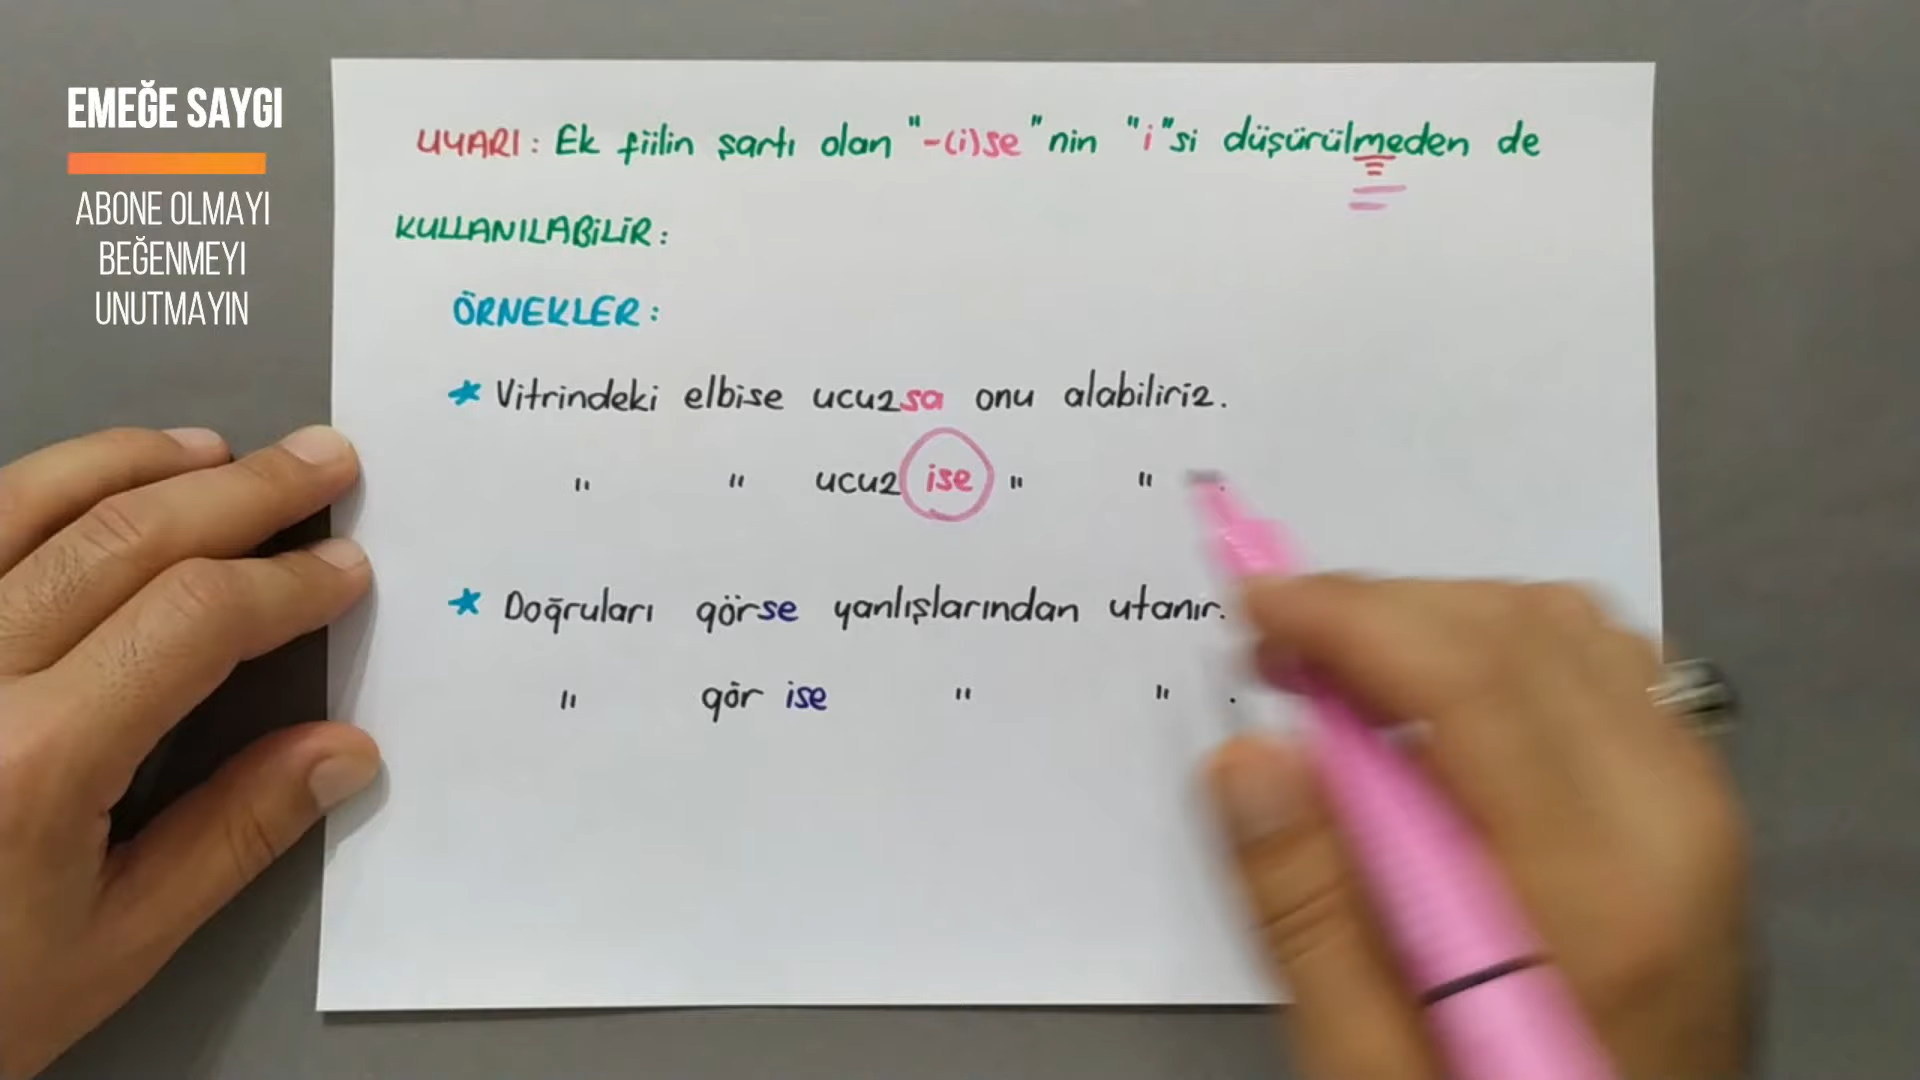 EMEĞE SAYGI
ABONE OLMAYI
BEĞENMEYI
UNUTMAYIN
UYARI: Ek fiilin şartı olan "-(i)se" nin "i"si düşürülmeden de
KULLANILABİLİR:
ÖRNEKLER:
* Vitrindeki elbise ucuzsa onu alabiliriz.
" " ucuz ise " " .
* Doğruları görse yanlışlarından utanır.
" gör ise " " .